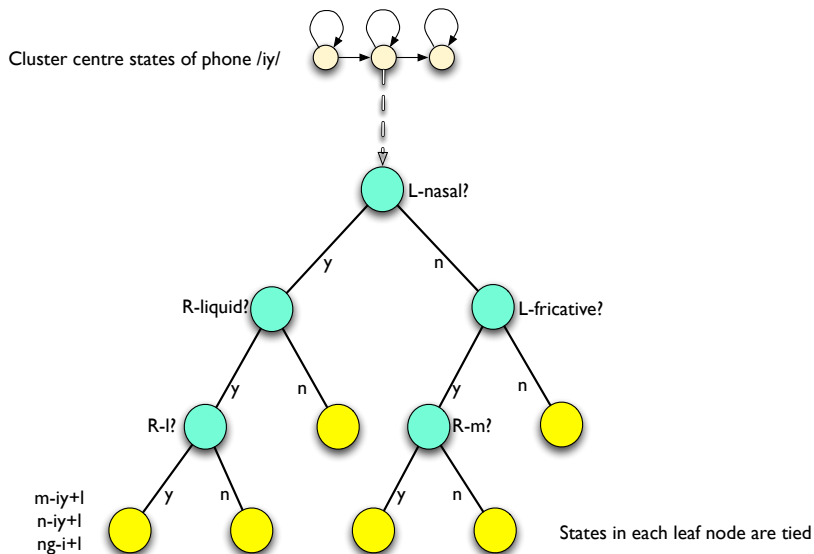 Cluster centre states of phone /iy/
L-nasal?
y
n
R-liquid?
L-fricative?
y
n
y
n
R-l?
R-m?
y
n
y
n
m-iy+l
n-iy+l
ng-i+l
States in each leaf node are tied